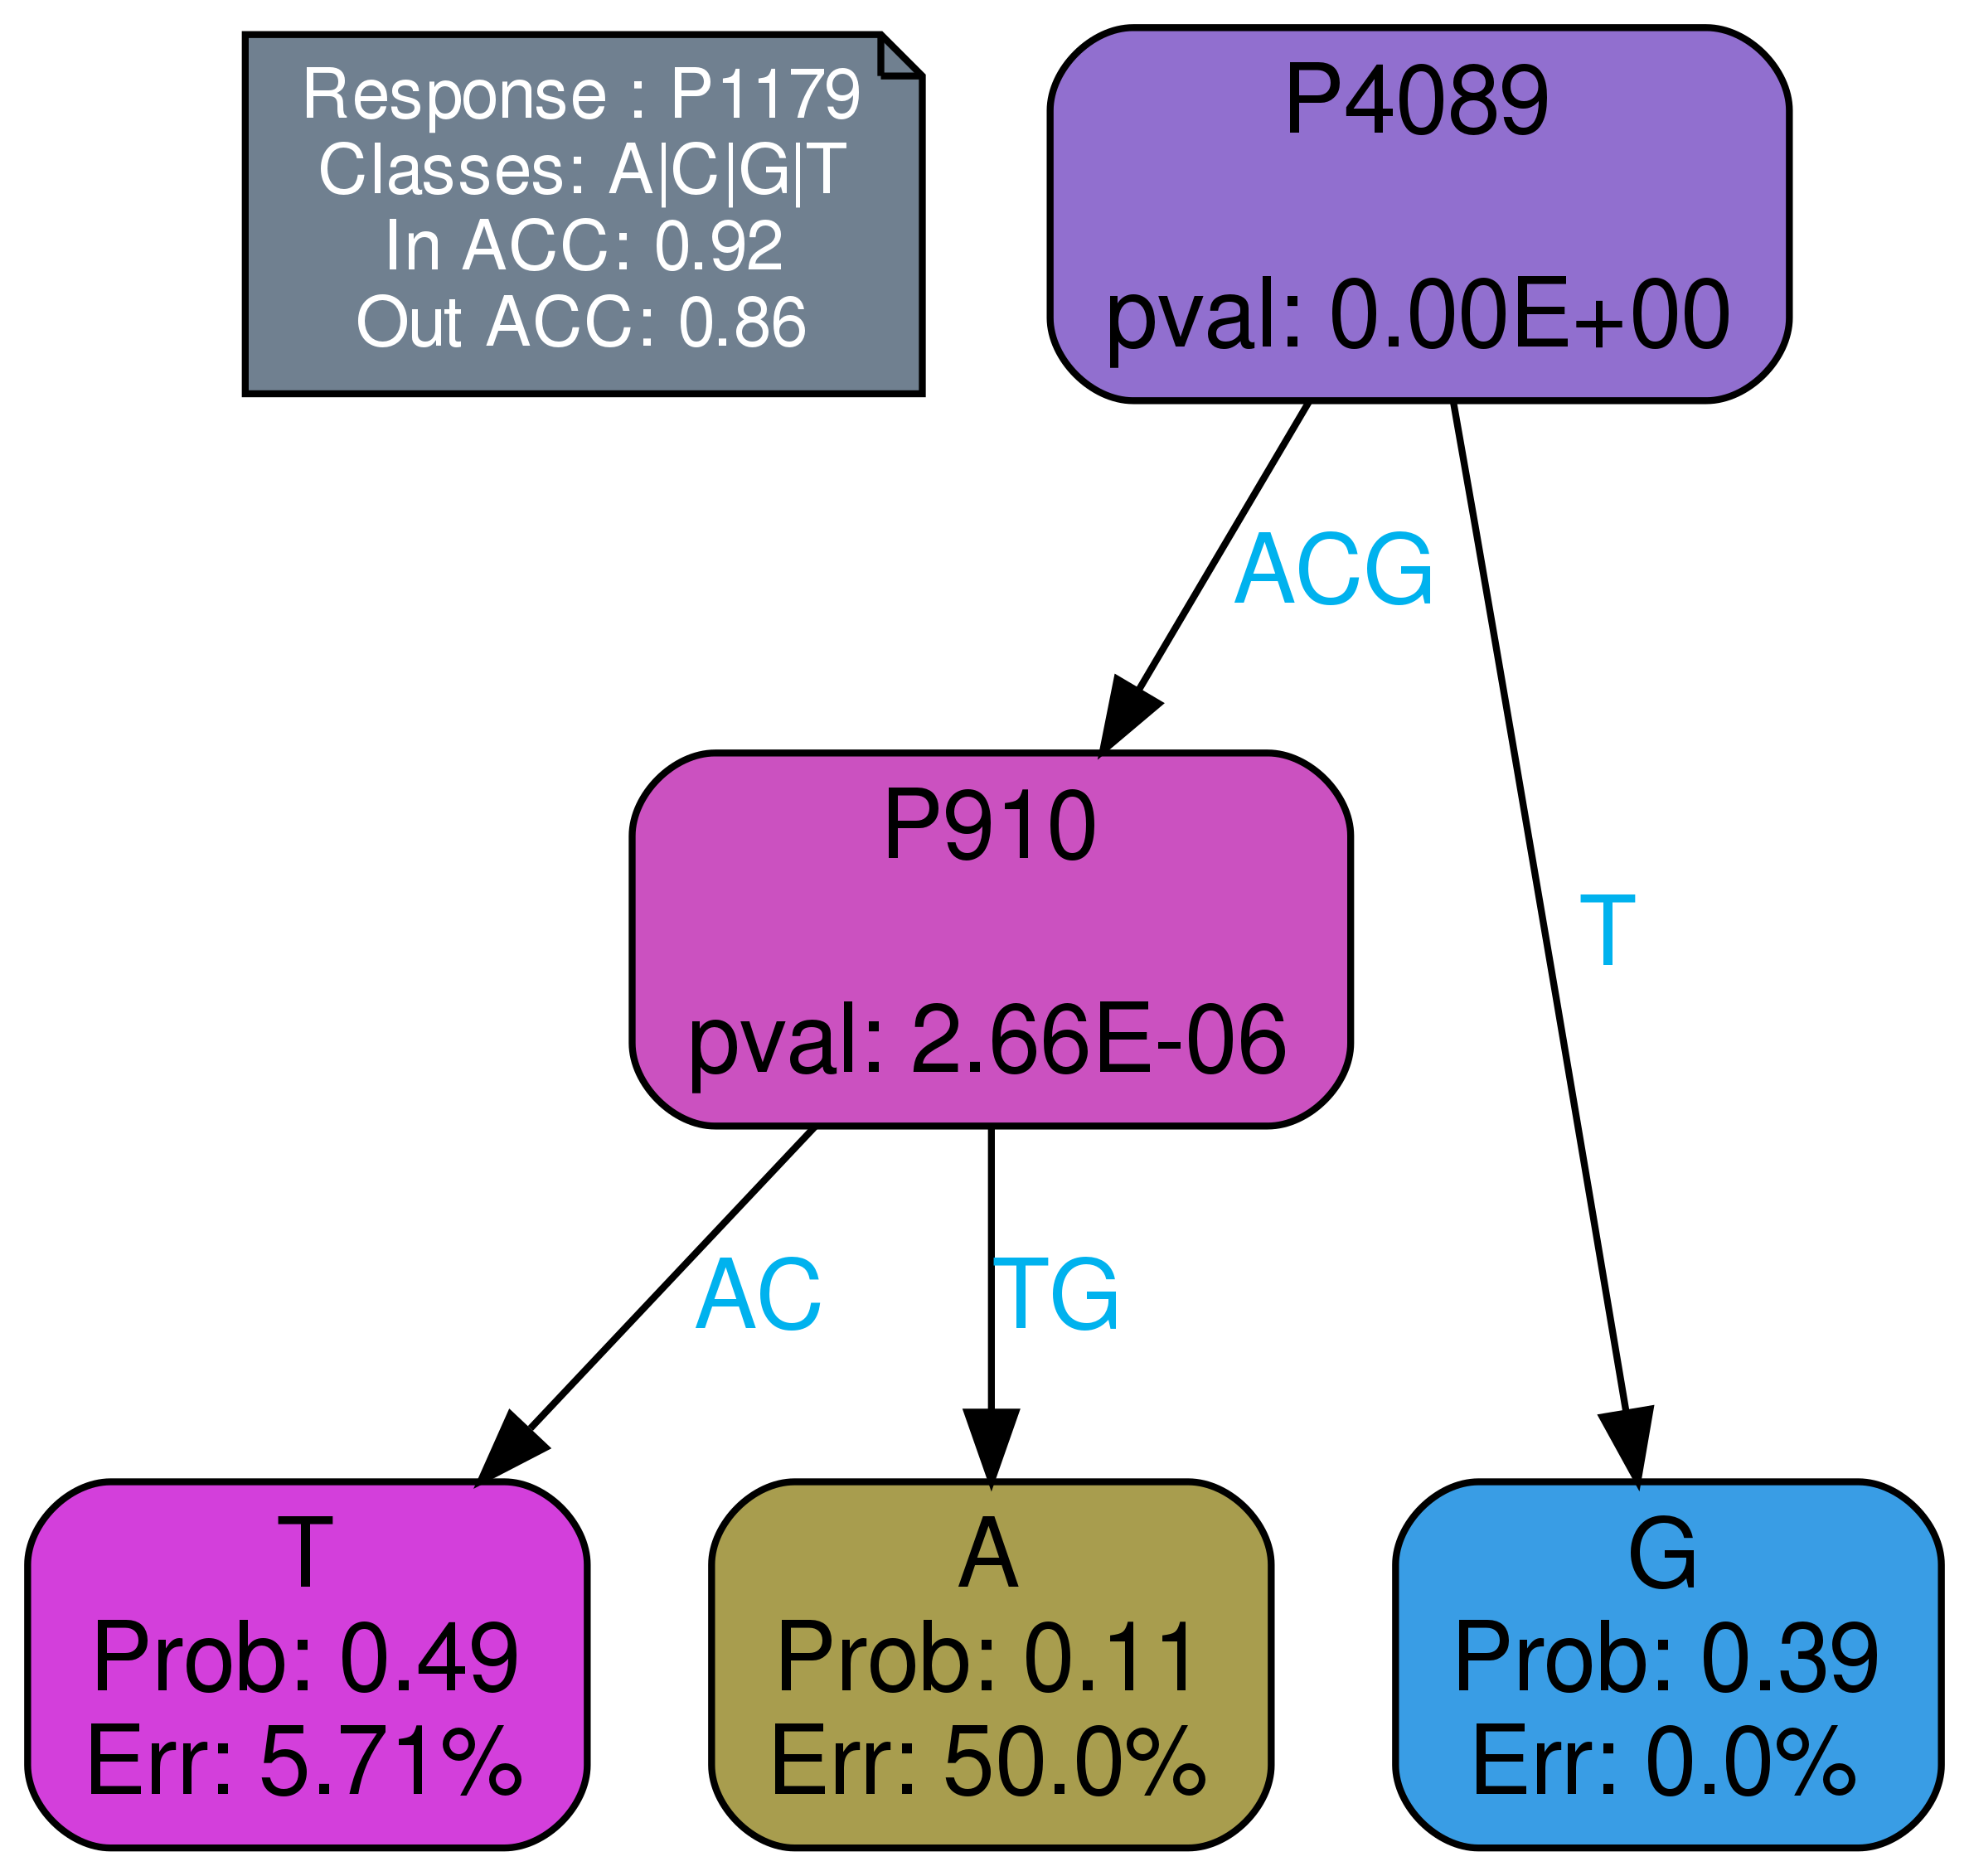 Response : P1179
Classes: A|C|G|T
In ACC: 0.92
Out ACC: 0.86
P4089
pval: 0.00E+00
ACG
T
P910
pval: 2.66E-06
AC
TG
T
Prob: 0.49
Err: 5.71%
A
Prob: 0.11
Err: 50.0%
G
Prob: 0.39
Err: 0.0%